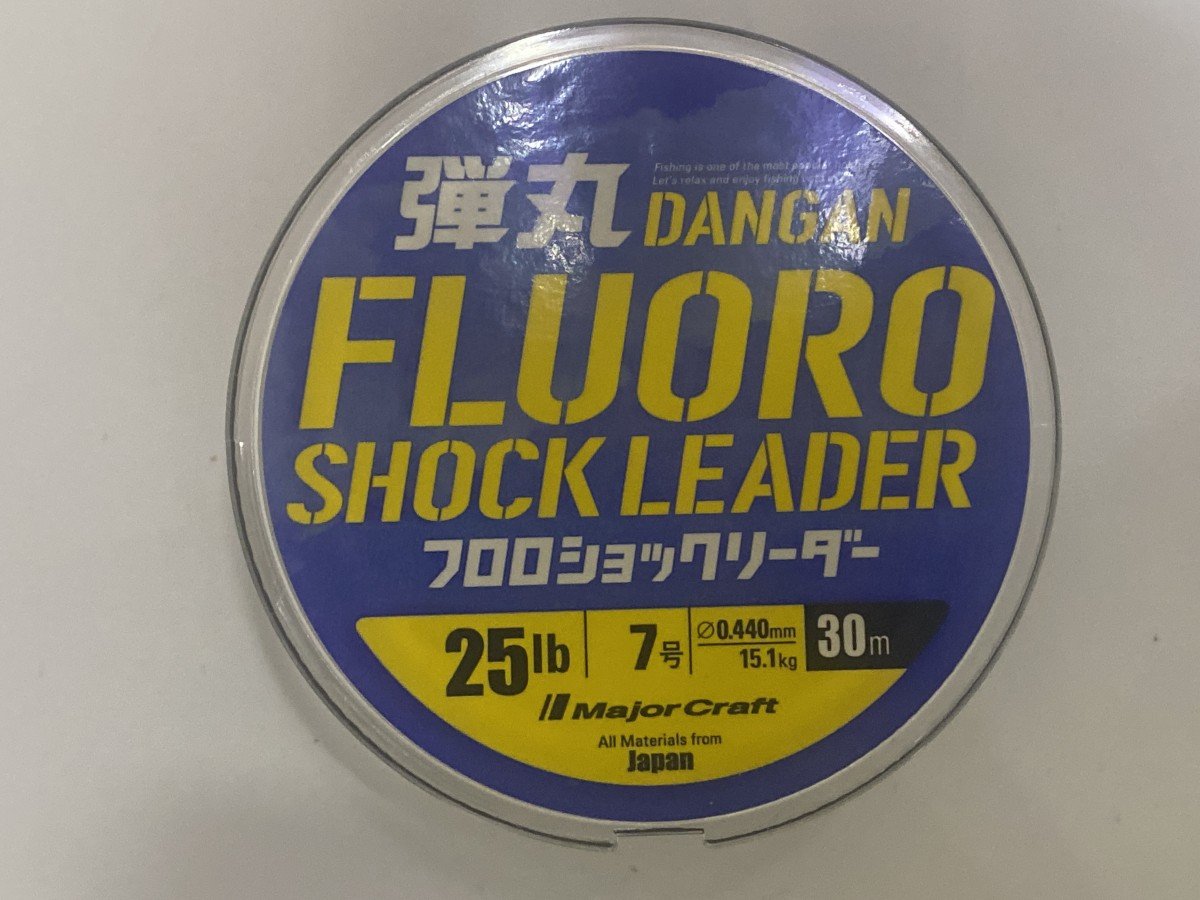 弾丸 DANGAN
Fishing is one of the most popular
Let's relax and enjoy fishing
FLUORO
SHOCK LEADER
フロロショックリーダー
25lb 7号 ∅0.440mm 15.1kg 30m
Major Craft
All Materials from
Japan